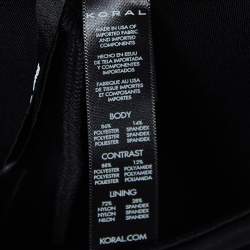 KORAL
MADE IN USA OF
IMPORTED FABRIC
AND IMPORTED
COMPONENTS
HECHO EN EEUU
DE TELA IMPORTADA
Y COMPONENTES
IMPORTADOS
FABRIQUE AU USA
DE TISSUE IMPORTES
ET COMPOSANTS
IMPORTES
BODY
86% 14%
POLYESTER SPANDEX
POLYESTER SPANDEX
POLIESTER SPANDEX
CONTRAST
88% 12%
POLYESTER POLYAMIDE
POLYESTER POLYAMIDE
POLIESTER POLIAMIDA
LINING
72% 28%
NYLON SPANDEX
NYLON SPANDEX
NILON SPANDEX
KORAL.COM